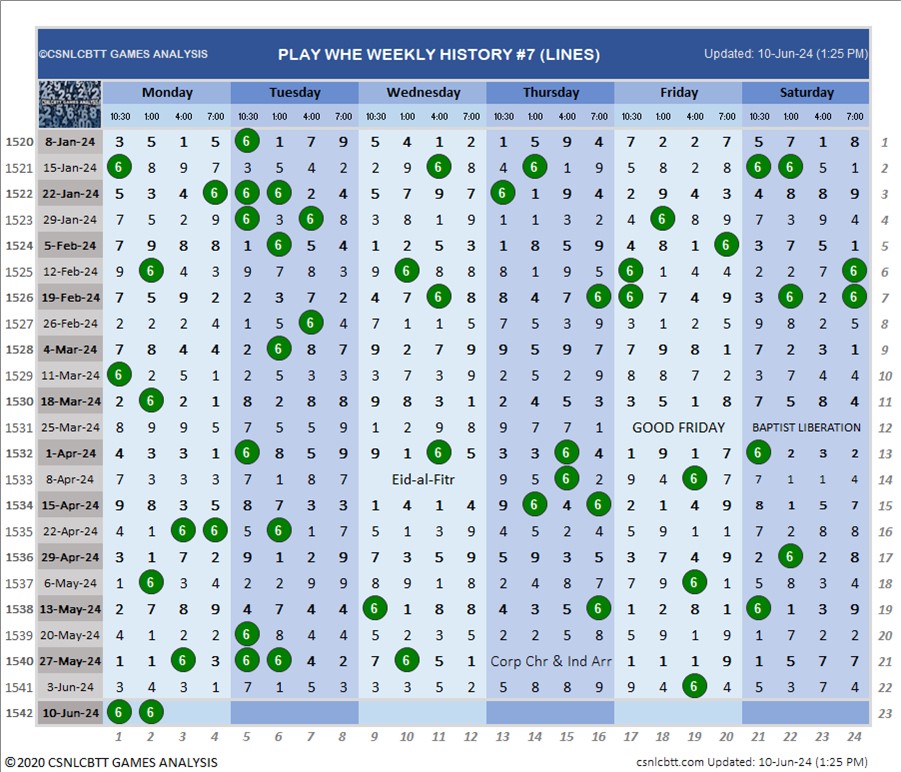 ©CSNLCBTT GAMES ANALYSIS PLAY WHE WEEKLY HISTORY #7 (LINES) Updated: 10-Jun-24 (1:25 PM)
Monday Tuesday Wednesday Thursday Friday Saturday
10:30 1:00 4:00 7:00 10:30 1:00 4:00 7:00 10:30 1:00 4:00 7:00 10:30 1:00 4:00 7:00 10:30 1:00 4:00 7:00 10:30 1:00 4:00 7:00
1520 8-Jan-24 3 5 1 5 6 1 7 9 5 4 1 2 1 5 9 4 7 2 2 7 5 7 1 8 1
1521 15-Jan-24 6 8 9 7 3 5 4 2 2 9 6 8 4 6 1 9 5 8 2 8 6 6 5 1 2
1522 22-Jan-24 5 3 4 6 6 6 2 4 5 7 9 7 6 1 9 4 2 9 4 3 4 8 8 9 3
1523 29-Jan-24 7 5 2 9 6 3 6 8 3 8 1 9 1 1 3 2 4 6 8 9 7 3 9 4 4
1524 5-Feb-24 7 9 8 8 1 6 5 4 1 2 5 3 1 8 5 9 4 8 1 6 3 7 5 1 5
1525 12-Feb-24 9 6 4 3 9 7 8 3 9 6 8 8 8 1 9 5 6 1 4 4 2 2 7 6 6
1526 19-Feb-24 7 5 9 2 2 3 7 2 4 7 6 8 8 4 7 6 6 7 4 9 3 6 2 6 7
1527 26-Feb-24 2 2 2 4 1 5 6 4 7 1 1 5 7 5 3 9 3 1 2 5 9 8 2 5 8
1528 4-Mar-24 7 8 4 4 2 6 8 7 9 2 7 9 9 5 9 7 7 9 8 1 7 2 3 1 9
1529 11-Mar-24 6 2 5 1 2 5 3 3 3 7 3 9 2 5 2 9 8 8 7 2 3 7 4 4 10
1530 18-Mar-24 2 6 2 1 8 2 8 8 9 8 3 1 2 4 5 3 3 5 1 8 7 5 8 4 11
1531 25-Mar-24 8 9 9 5 7 5 5 9 1 2 9 8 9 7 7 1 GOOD FRIDAY BAPTIST LIBERATION 12
1532 1-Apr-24 4 3 3 1 6 8 5 9 9 1 6 5 3 3 6 4 1 9 1 7 6 2 3 2 13
1533 8-Apr-24 7 3 3 3 7 1 8 7 Eid-al-Fitr 9 5 6 2 9 4 6 7 7 1 1 4 14
1534 15-Apr-24 9 8 3 5 8 7 3 3 1 4 1 4 9 6 4 6 2 1 4 9 8 1 5 7 15
1535 22-Apr-24 4 1 6 6 5 6 1 7 5 1 3 9 4 5 2 4 5 9 1 1 7 2 8 8 16
1536 29-Apr-24 3 1 7 2 9 1 2 9 7 3 5 9 5 9 3 5 3 7 4 9 2 6 2 8 17
1537 6-May-24 1 6 3 4 2 2 9 9 8 9 1 8 2 4 8 7 7 9 6 1 5 8 3 4 18
1538 13-May-24 2 7 8 9 4 7 4 4 6 1 8 8 4 3 5 6 1 2 8 1 6 1 3 9 19
1539 20-May-24 4 1 2 2 6 8 4 4 5 2 3 5 2 2 5 8 5 9 1 9 1 7 2 2 20
1540 27-May-24 1 1 6 3 6 6 4 2 7 6 5 1 Corp Chr & Ind Arr 1 1 1 9 1 5 7 7 21
1541 3-Jun-24 3 4 3 1 7 1 5 3 3 3 5 2 5 8 8 9 9 4 6 4 5 3 7 4 22
1542 10-Jun-24 6 6 23
1 2 3 4 5 6 7 8 9 10 11 12 13 14 15 16 17 18 19 20 21 22 23 24
©2020 CSNLCBTT GAMES ANALYSIS csnlcbtt.com Updated: 10-Jun-24 (1:25 PM)